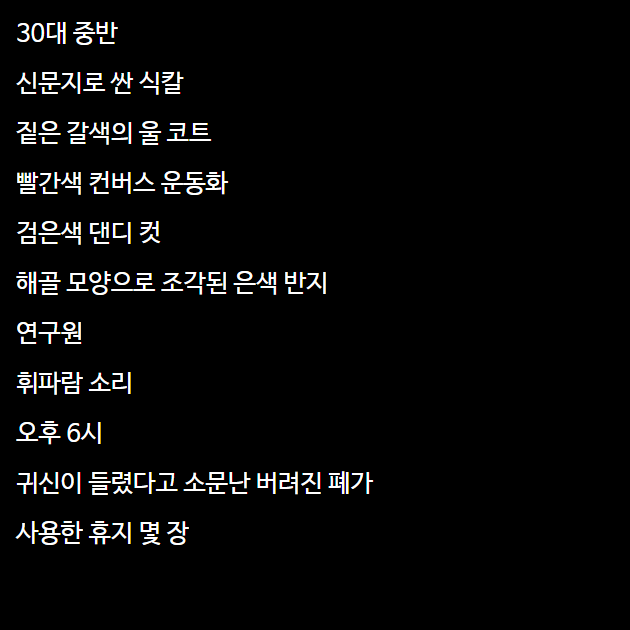 30대 중반
신문지로 싼 식칼
짙은 갈색의 울 코트
빨간색 컨버스 운동화
검은색 댄디 컷
해골 모양으로 조각된 은색 반지
연구원
휘파람 소리
오후 6시
귀신이 들렸다고 소문난 버려진 폐가
사용한 휴지 몇 장